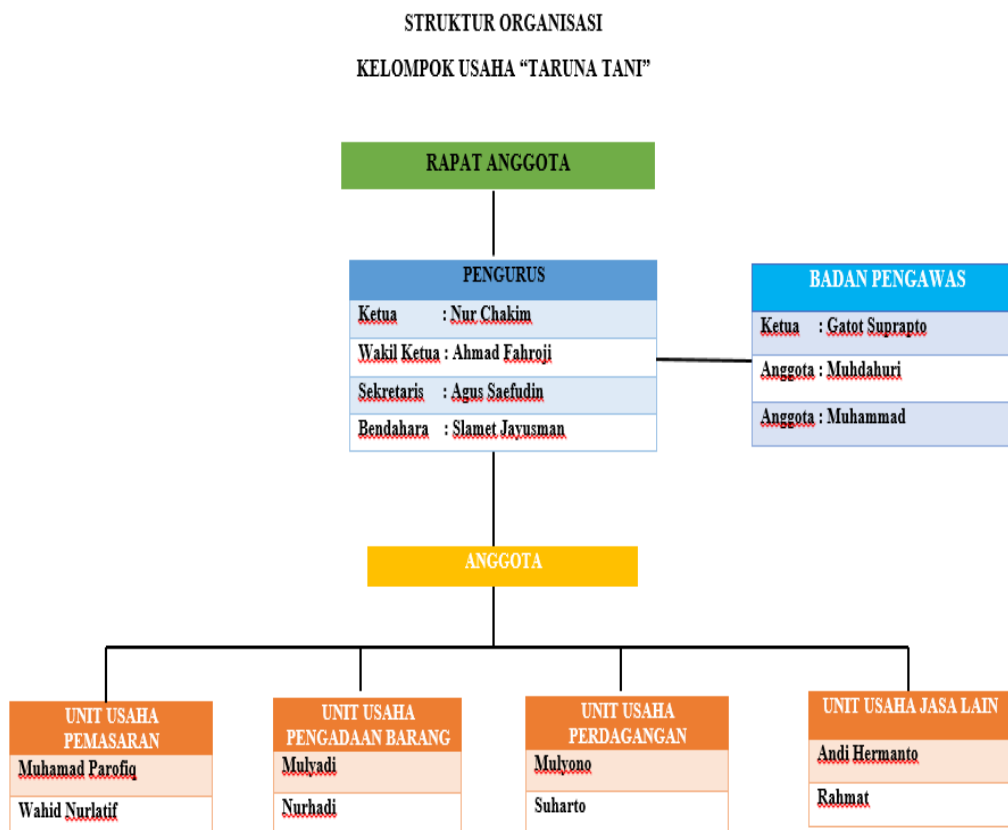 STRUKTUR ORGANISASI
KELOMPOK USAHA “TARUNA TANI”
RAPAT ANGGOTA
PENGURUS
Ketua : Nur Chakim
Wakil Ketua : Ahmad Fahroji
Sekretaris : Agus Saefudin
Bendahara : Slamet Jayusman
BADAN PENGAWAS
Ketua : Gatot Suprapto
Anggota : Muhdahuri
Anggota : Muhammad
ANGGOTA
UNIT USAHA
PEMASARAN
Muhamad Parofiq
Wahid Nurlatif
UNIT USAHA
PENGADAAN BARANG
Mulyadi
Nurhadi
UNIT USAHA
PERDAGANGAN
Mulyono
Suharto
UNIT USAHA JASA LAIN
Andi Hermanto
Rahmat